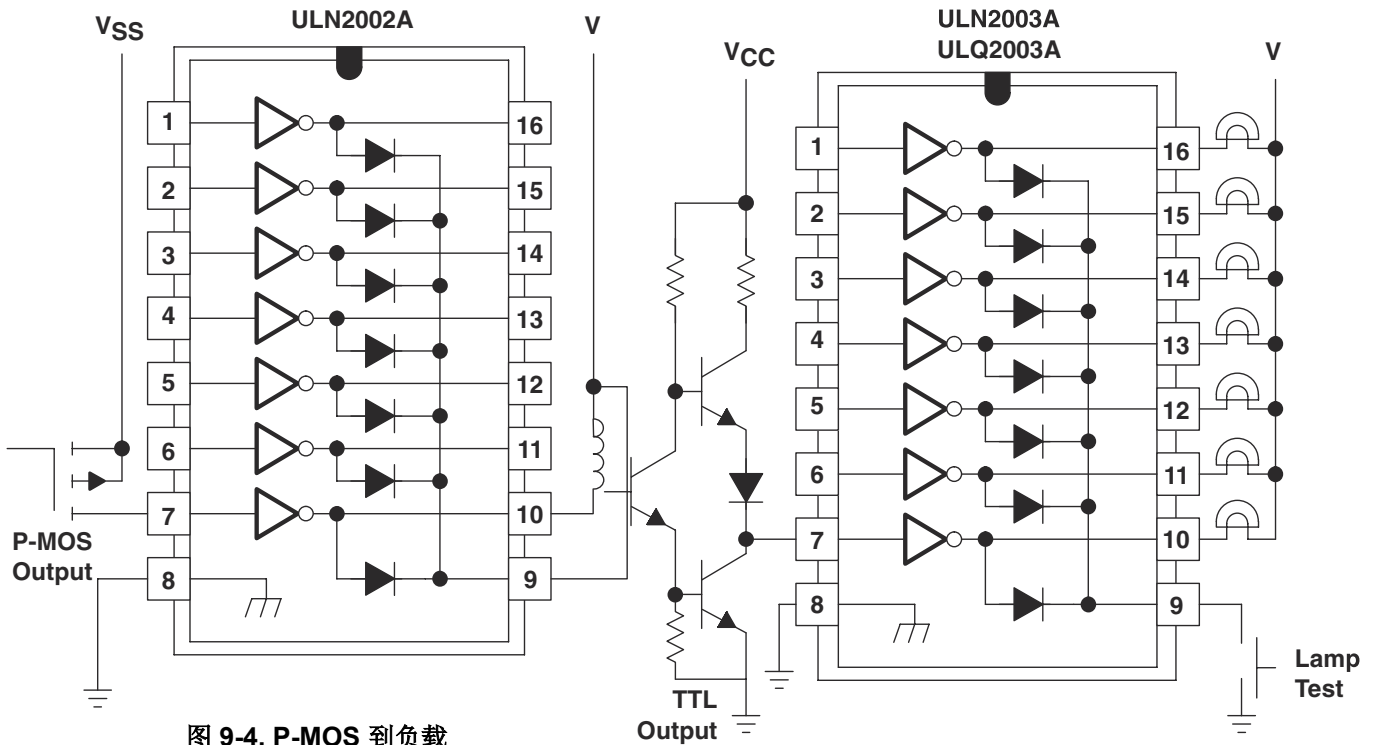 ULN2002A
VSS
V
1
2
3
4
5
6
7
8
16
15
14
13
12
11
10
9
P-MOS
Output
图 9-4. P-MOS 到负载
ULN2003A
ULQ2003A
VCC
V
1
2
3
4
5
6
7
8
16
15
14
13
12
11
10
9
TTL
Output
Lamp
Test